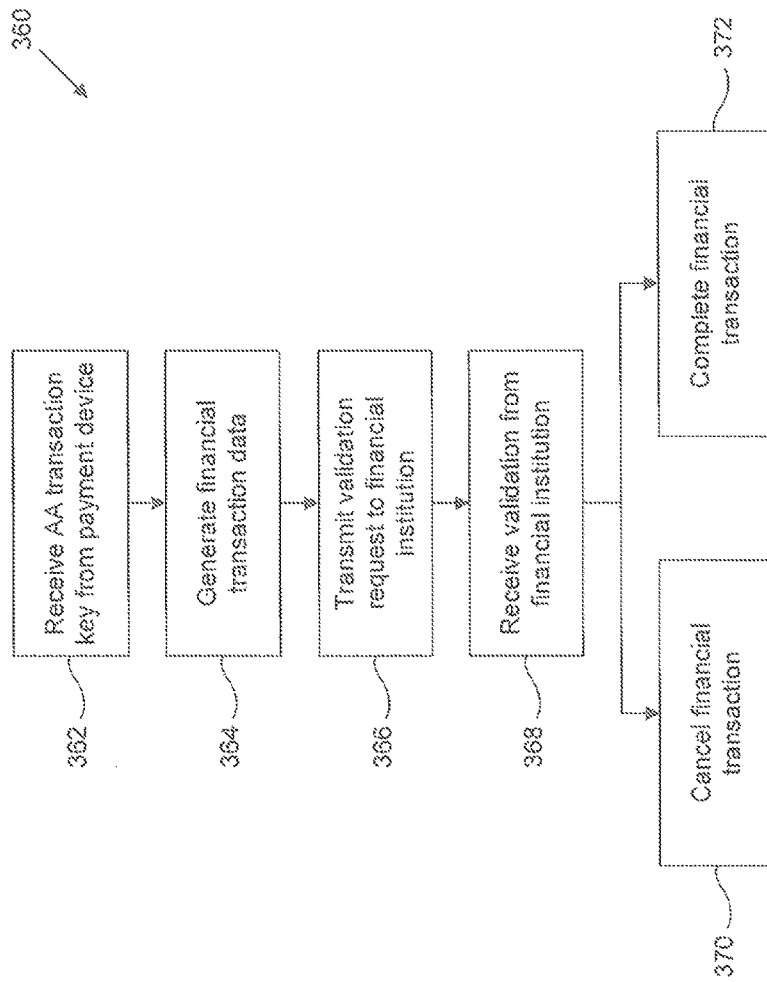 360
362
Receive AA transaction
key from payment device
364
Generate financial
transaction data
366
Transmit validation
request to financial
institution
368
Receive validation from
financial institution
370
Cancel financial
transaction
372
Complete financial
transaction